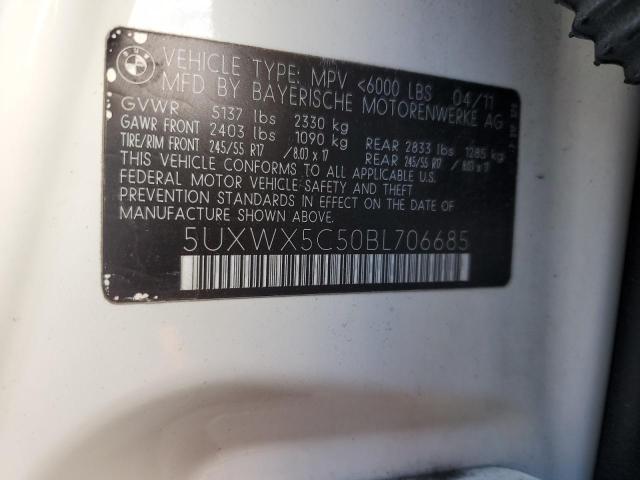 BMW
VEHICLE TYPE: MPV <6000 LBS 04/11
MFD BY BAYERISCHE MOTORENWERKE AG
GVWR 5137 lbs 2330 kg
GAWR FRONT 2403 lbs 1090 kg REAR 2833 lbs 1285 kg
TIRE/RIM FRONT 245/55 R17 /8.0J x 17 REAR 245/55 R17 /8.0J x 17
THIS VEHICLE CONFORMS TO ALL APPLICABLE U.S.
FEDERAL MOTOR VEHICLE SAFETY AND THEFT
PREVENTION STANDARDS IN EFFECT ON THE DATE OF
MANUFACTURE SHOWN ABOVE.
5UXWX5C50BL706685